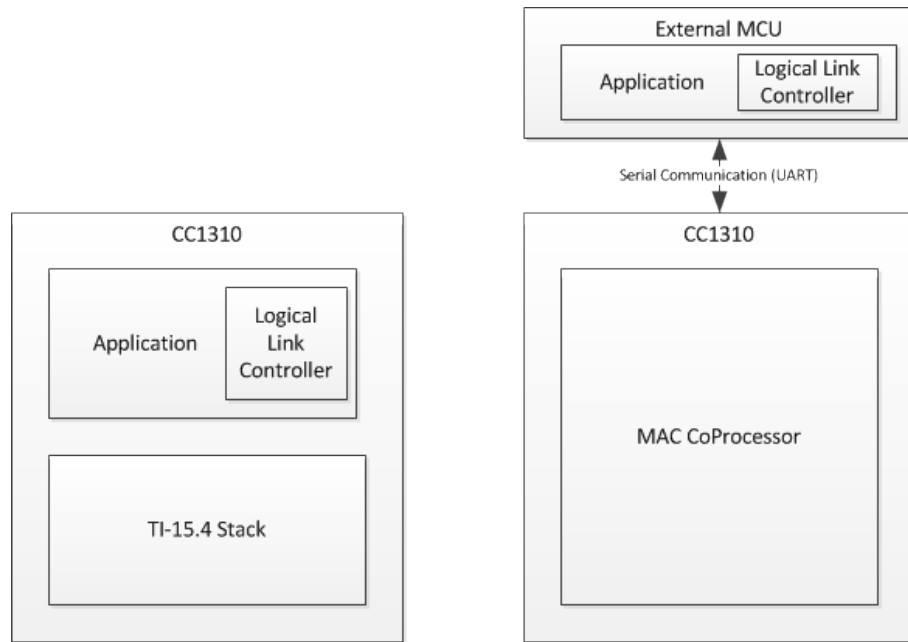 CC1310
Application
Logical
Link
Controller
TI-15.4 Stack
External MCU
Application
Logical Link
Controller
Serial Communication (UART)
CC1310
MAC CoProcessor